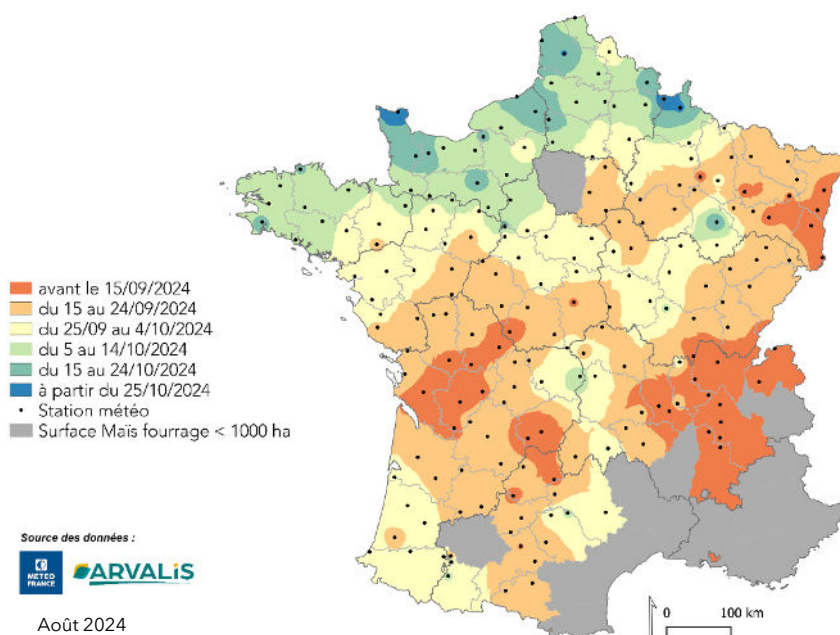 avant le 15/09/2024
du 15 au 24/09/2024
du 25/09 au 4/10/2024
du 5 au 14/10/2024
du 15 au 24/10/2024
à partir du 25/10/2024
Station météo
Surface Maïs fourrage < 1000 ha
Source des données :
METEO
FRANCE
ARVALIS
Août 2024
0 100 km